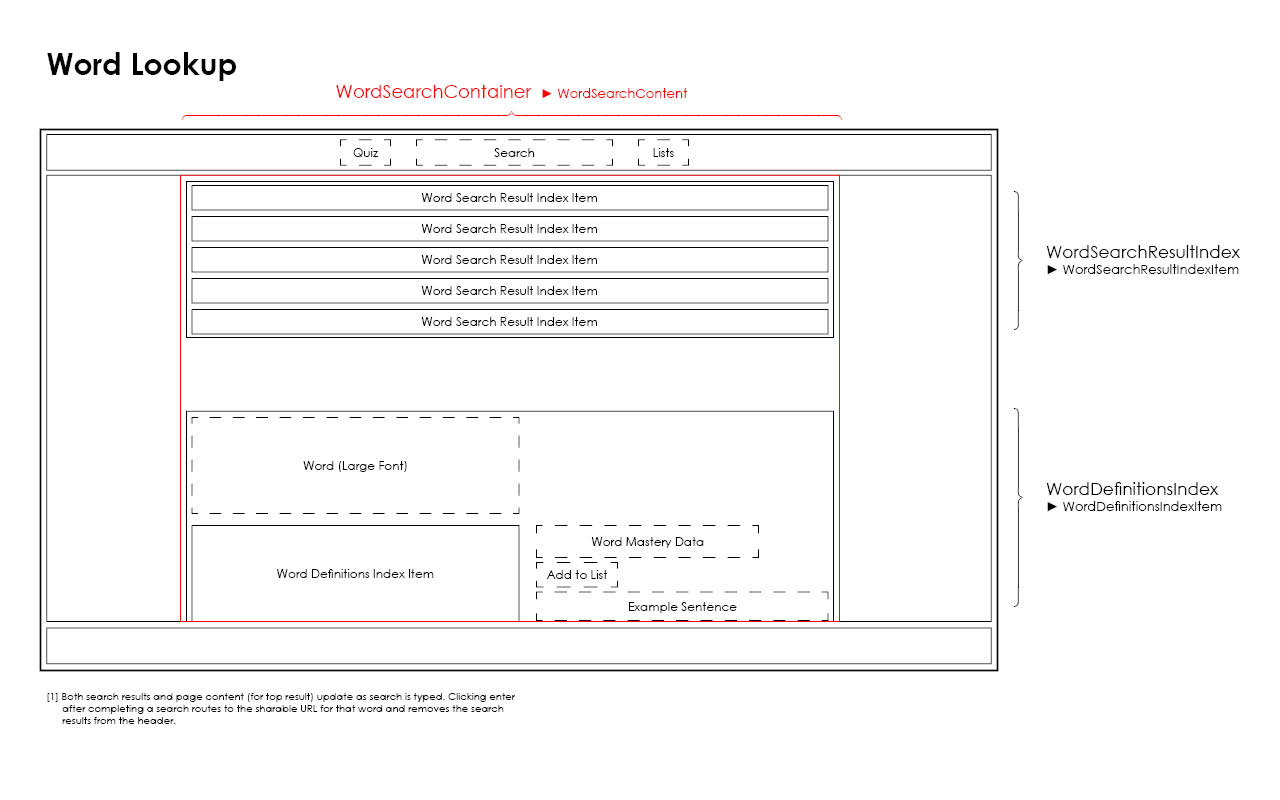 Word Lookup
WordSearchContainer ► WordSearchContent
Quiz
Search
Lists
Word Search Result Index Item
Word Search Result Index Item
Word Search Result Index Item
Word Search Result Index Item
Word Search Result Index Item
WordSearchResultIndex
► WordSearchResultIndexItem
Word (Large Font)
Word Definitions Index Item
Word Mastery Data
Add to List
Example Sentence
WordDefinitionsIndex
► WordDefinitionsIndexItem
[1] Both search results and page content (for top result) update as search is typed. Clicking enter
after completing a search routes to the sharable URL for that word and removes the search
results from the header.